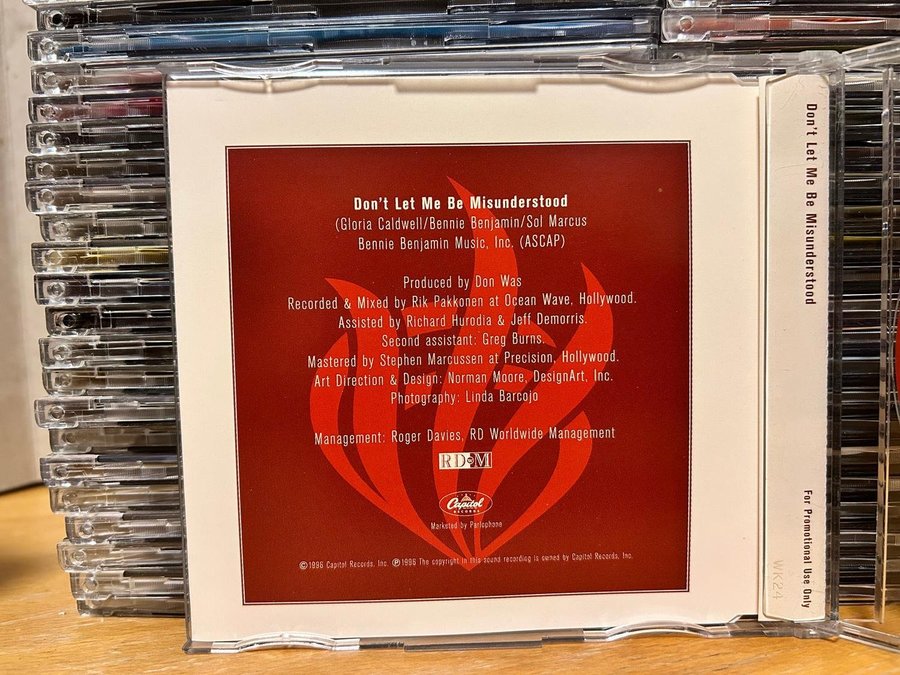 Don't Let Me Be Misunderstood
(Gloria Caldwell/Bennie Benjamin/Sol Marcus
Bennie Benjamin Music, Inc. (ASCAP)
Produced by Don Was
Recorded & Mixed by Rik Pakkonen at Ocean Wave, Hollywood.
Assisted by Richard Hurodia & Jeff Demorris.
Second assistant: Greg Burns.
Mastered by Stephen Marcussen at Precision, Hollywood.
Art Direction & Design: Norman Moore, DesignArt, Inc.
Photography: Linda Barcojo
Management: Roger Davies, RD Worldwide Management
RD M
Capitol
RECORDS
Marketed by Parlophone
©1996 Capitol Records, Inc. ℗1996 The copyright in this sound recording is owned by Capitol Records, Inc.
Don't Let Me Be Misunderstood
For Promotional Use Only
WK24